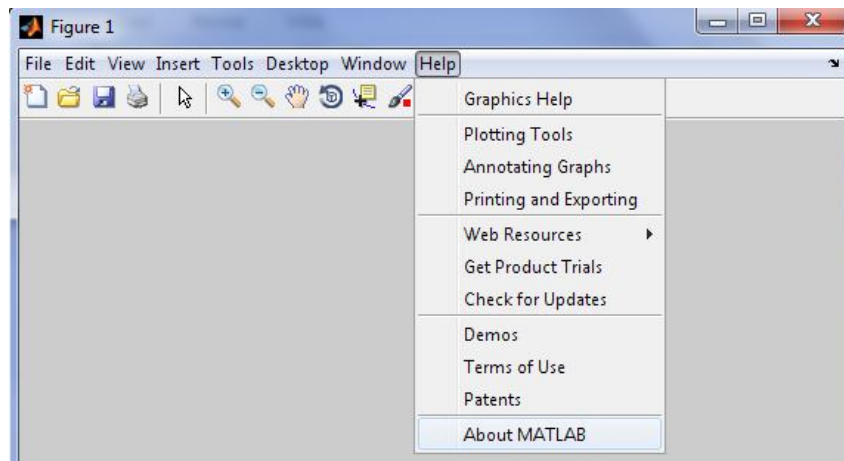 Figure 1
File Edit View Insert Tools Desktop Window Help
Graphics Help
Plotting Tools
Annotating Graphs
Printing and Exporting
Web Resources
Get Product Trials
Check for Updates
Demos
Terms of Use
Patents
About MATLAB